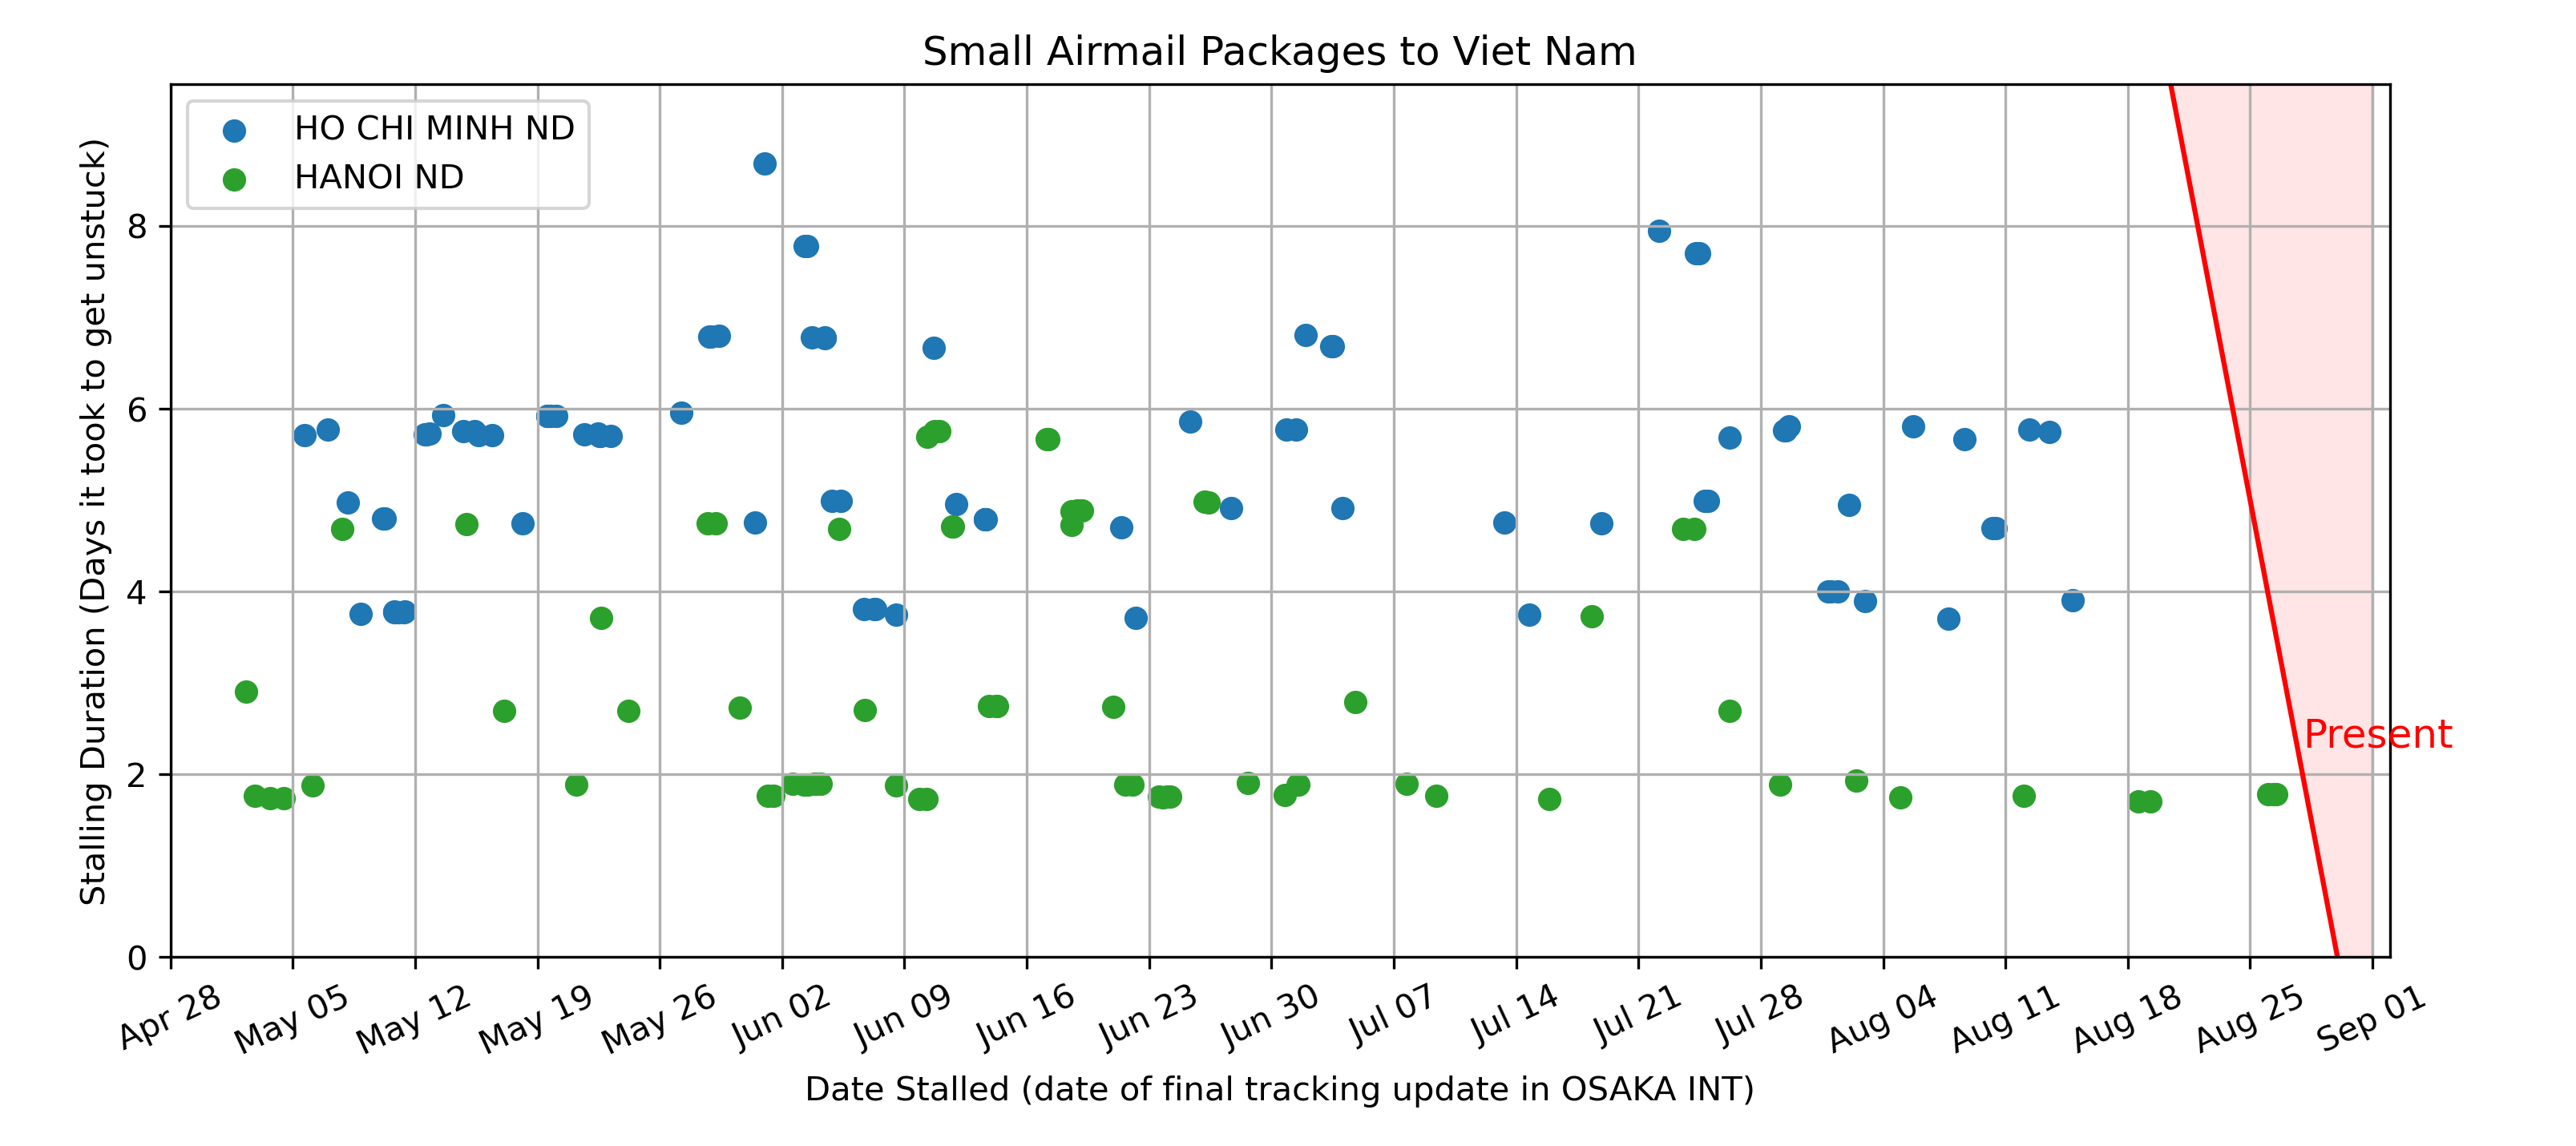 Small Airmail Packages to Viet Nam
HO CHI MINH ND
HANOI ND
Stalling Duration (Days it took to get unstuck)
8
6
4
2
0
Present
Apr 28
May 05
May 12
May 19
May 26
Jun 02
Jun 09
Jun 16
Jun 23
Jun 30
Jul 07
Jul 14
Jul 21
Jul 28
Aug 04
Aug 11
Aug 18
Aug 25
Sep 01
Date Stalled (date of final tracking update in OSAKA INT)